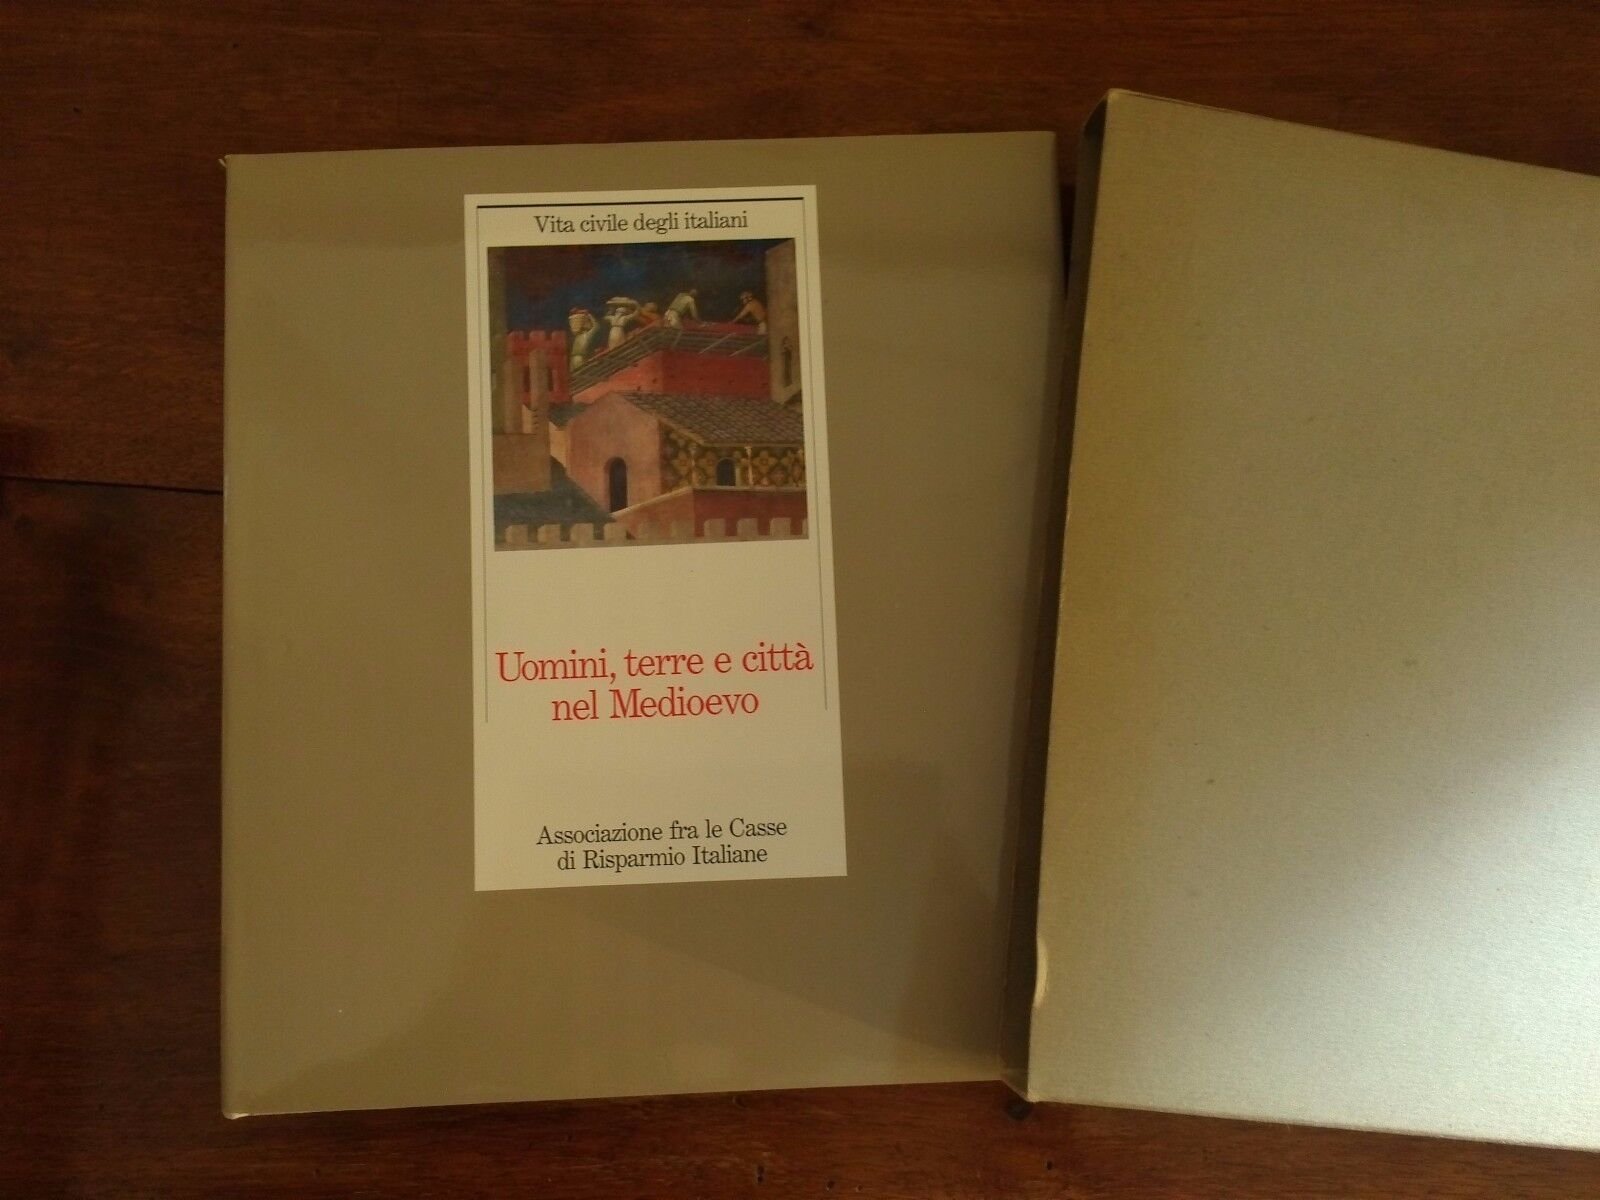 Vita civile degli italiani
Uomini, terre e città
nel Medioevo
Associazione fra le Casse
di Risparmio Italiane